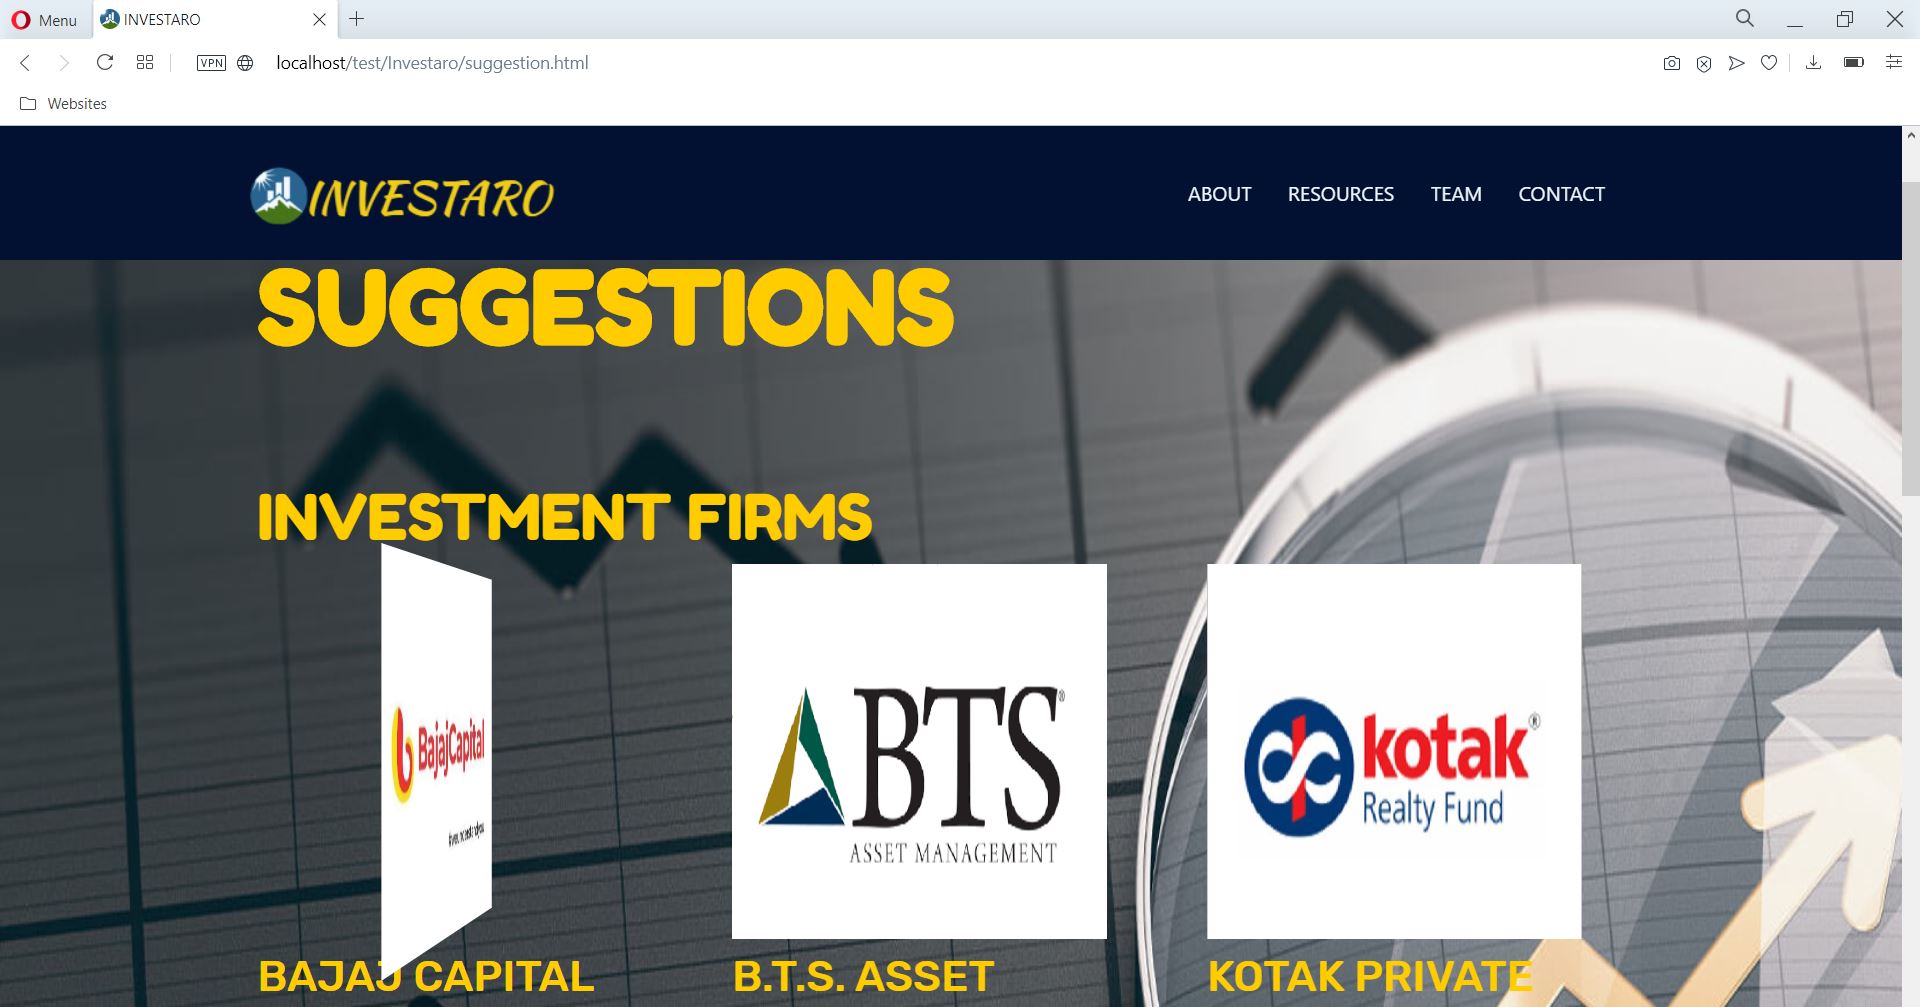 Menu
INVESTARO
VPN
localhost/test/Investaro/suggestion.html
Websites
INVESTARO
ABOUT RESOURCES TEAM CONTACT
SUGGESTIONS
INVESTMENT FIRMS
BajajCapital
BTS®
ASSET MANAGEMENT
kotak®
Realty Fund
BAJAJ CAPITAL
B.T.S. ASSET
KOTAK PRIVATE